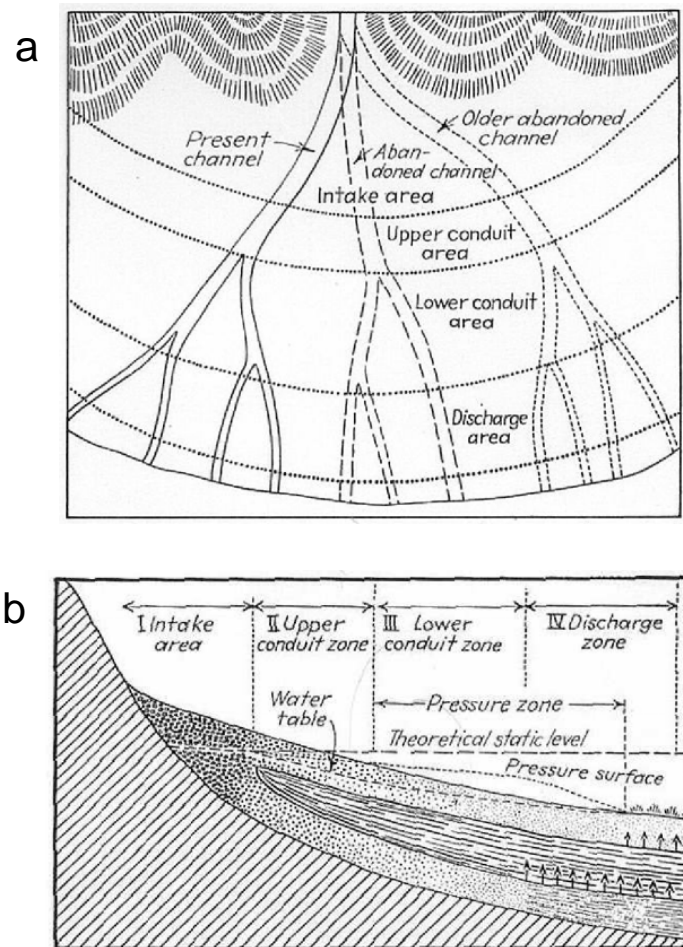 a
Present
channel
Older abandoned
channel
Aban-
doned
channel
Intake area
Upper conduit
area
Lower conduit
area
Discharge
area
b
I Intake
area
II Upper
conduit zone
III Lower
conduit zone
IV Discharge
zone
Water
table
Pressure zone
Theoretical static level
Pressure surface